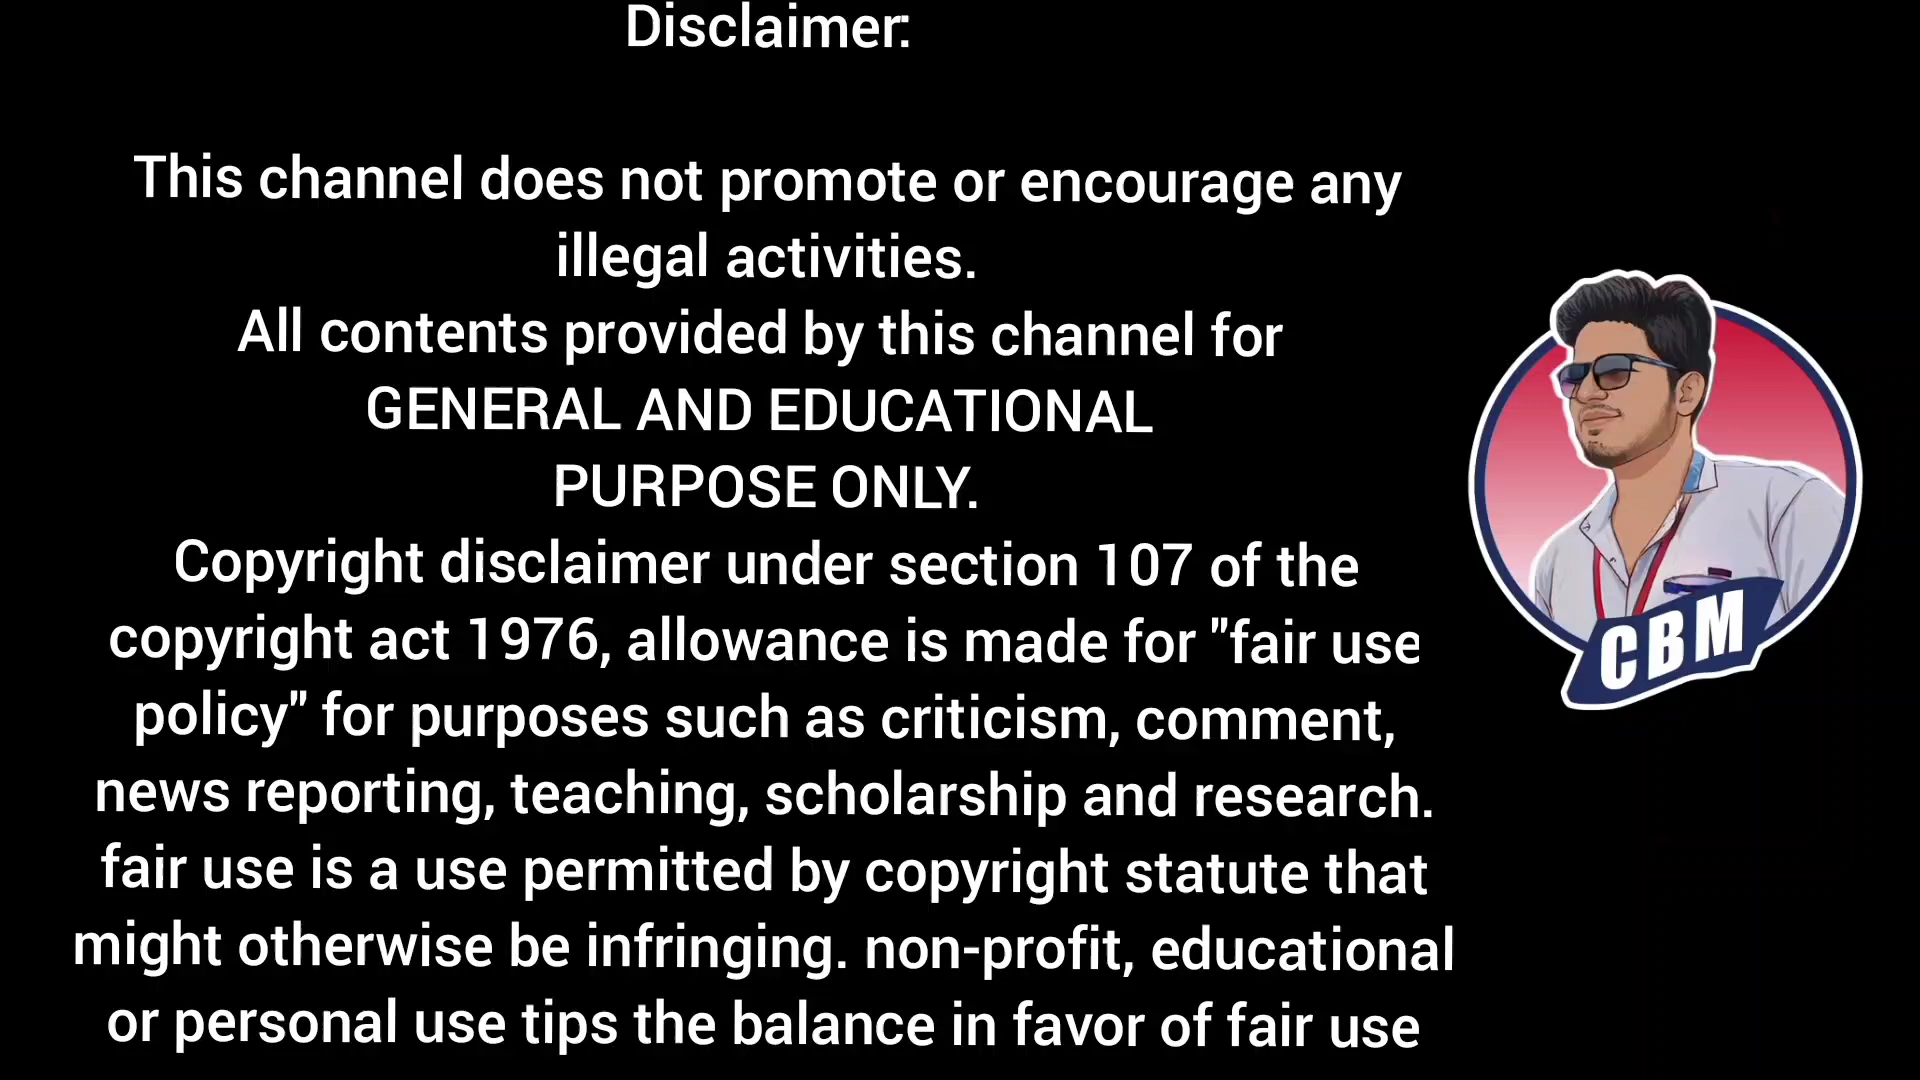 Disclaimer:
This channel does not promote or encourage any
illegal activities.
All contents provided by this channel for
GENERAL AND EDUCATIONAL
PURPOSE ONLY.
Copyright disclaimer under section 107 of the
copyright act 1976, allowance is made for "fair use
policy" for purposes such as criticism, comment,
news reporting, teaching, scholarship and research.
fair use is a use permitted by copyright statute that
might otherwise be infringing. non-profit, educational
or personal use tips the balance in favor of fair use
CBM